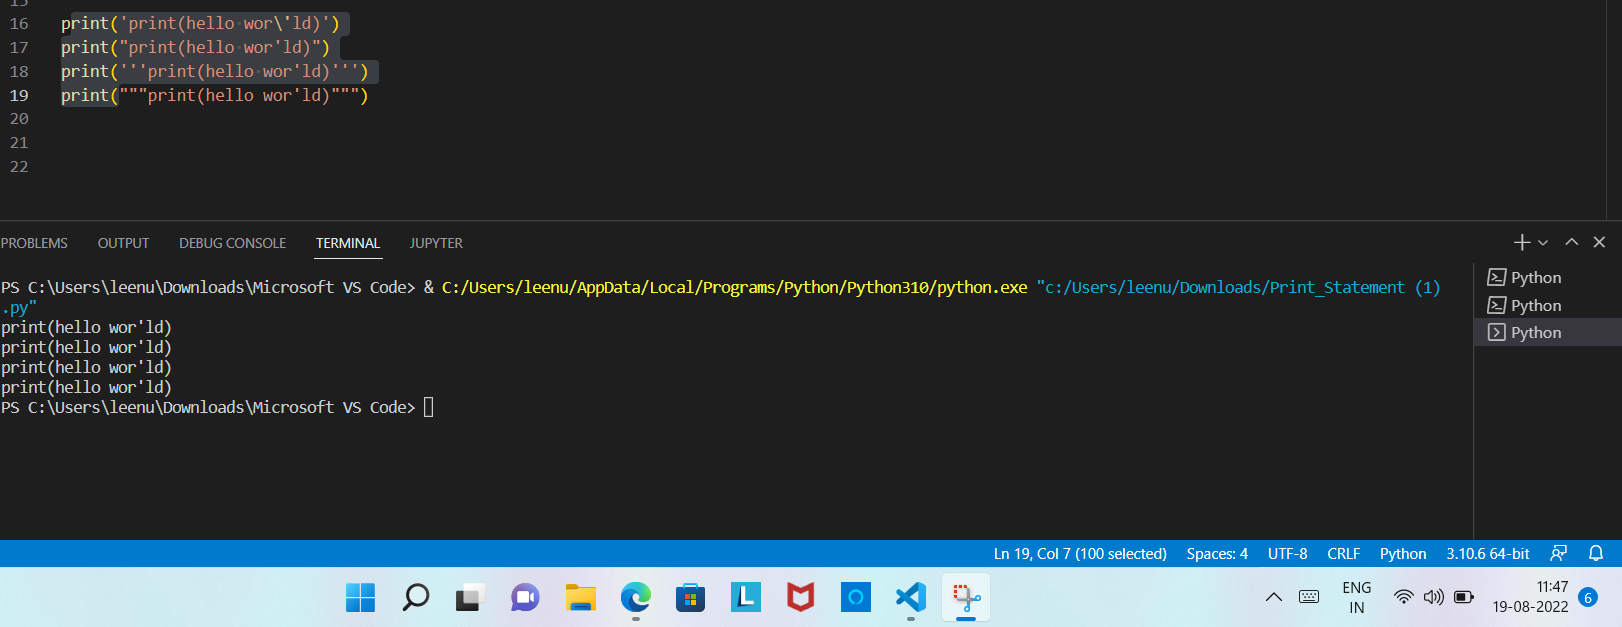 15
16 print('print(hello wor\'ld)')
17 print("print(hello wor'ld)")
18 print('''print(hello wor'ld)''')
19 print("""print(hello wor'ld)""")
20
21
22
PROBLEMS OUTPUT DEBUG CONSOLE TERMINAL JUPYTER
PS C:\Users\leenu\Downloads\Microsoft VS Code> & C:/Users/leenu/AppData/Local/Programs/Python/Python310/python.exe "c:/Users/leenu/Downloads/Print_Statement (1)
.py"
print(hello wor'ld)
print(hello wor'ld)
print(hello wor'ld)
print(hello wor'ld)
PS C:\Users\leenu\Downloads\Microsoft VS Code>
Python
Python
Python
Ln 19, Col 7 (100 selected) Spaces: 4 UTF-8 CRLF Python 3.10.6 64-bit
L
ENG
IN
11:47
19-08-2022
6